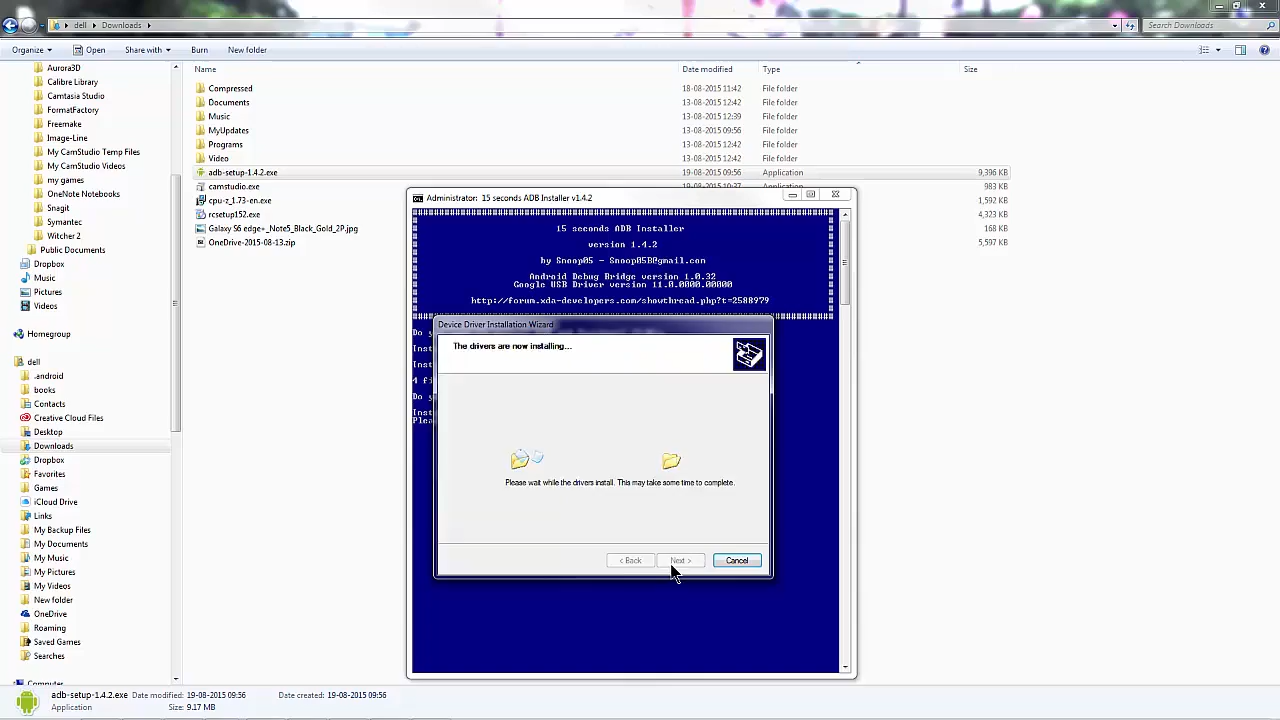 dell ▸ Downloads ▸
Search Downloads
Organize Open Share with Burn New folder
Name Date modified Type Size
Aurora3D
Calibre Library
Camtasia Studio
FormatFactory
Freemake
Image-Line
My CamStudio Temp Files
My CamStudio Videos
my games
OneNote Notebooks
Snagit
Symantec
Witcher 2
Public Documents
Dropbox
Music
Pictures
Videos
Homegroup
dell
.android
books
Contacts
Creative Cloud Files
Desktop
Downloads
Dropbox
Favorites
Games
iCloud Drive
Links
My Backup Files
My Documents
My Music
My Pictures
My Videos
New folder
OneDrive
Roaming
Saved Games
Searches
Computer
Compressed 18-08-2015 11:42 File folder
Documents 13-08-2015 12:42 File folder
Music 13-08-2015 12:39 File folder
MyUpdates 13-08-2015 09:56 File folder
Programs 13-08-2015 12:42 File folder
Video 13-08-2015 12:42 File folder
adb-setup-1.4.2.exe 19-08-2015 09:56 Application 9,396 KB
camstudio.exe Application 983 KB
cpu-z_1.73-en.exe 1,592 KB
rcsetup152.exe 4,323 KB
Galaxy S6 edge+_Note5_Black_Gold_2P.jpg 168 KB
OneDrive-2015-08-13.zip 5,597 KB
Administrator: 15 seconds ADB Installer v1.4.2
15 seconds ADB Installer
version 1.4.2
by Snoop05 - Snoop05B@gmail.com
Android Debug Bridge version 1.0.32
Google USB Driver version 11.0.0000.00000
http://forum.xda-developers.com/showthread.php?t=2588979
Do y
Inst
Inst
4 fi
Do y
Inst
Plea
Device Driver Installation Wizard
The drivers are now installing...
Please wait while the drivers install. This may take some time to complete.
< Back Next > Cancel
adb-setup-1.4.2.exe Date modified: 19-08-2015 09:56 Date created: 19-08-2015 09:56
Application Size: 9.17 MB